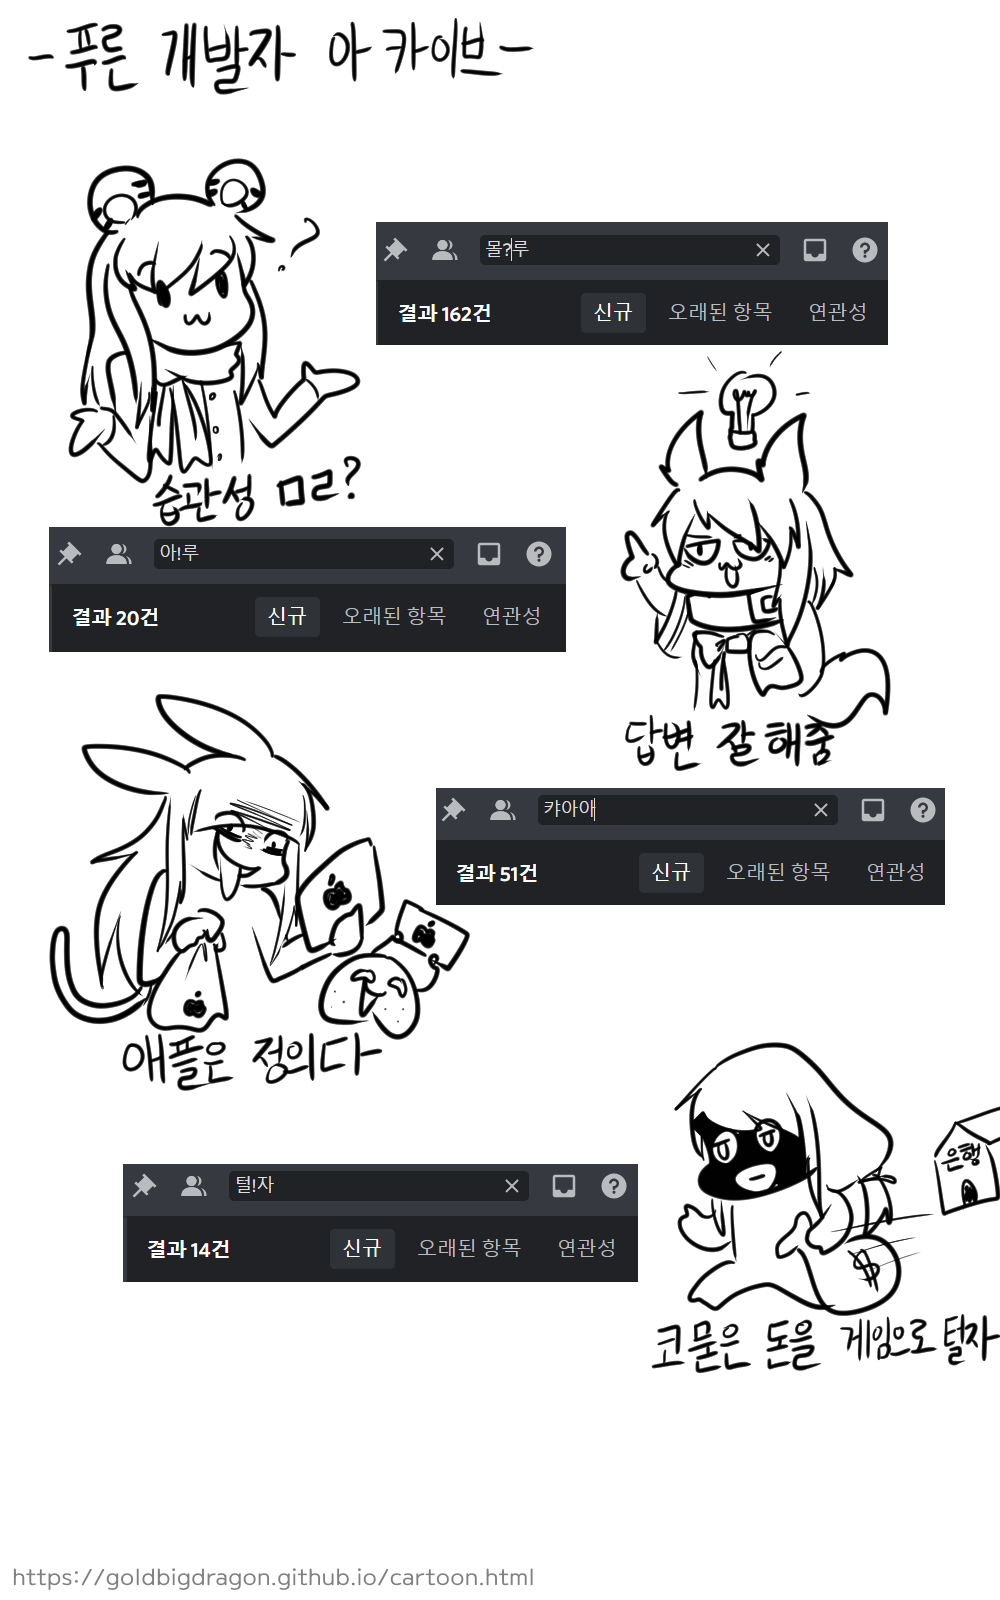 -푸른 개발자 아카이브-
몰?루
결과 162건 신규 오래된 항목 연관성
습관성 ㅁㄹ?
아!루
결과 20건 신규 오래된 항목 연관성
답변 잘해줌
캬아아
결과 51건 신규 오래된 항목 연관성
애플은 정의다
은행
털!자
결과 14건 신규 오래된 항목 연관성
$
코 묻은 돈을 게임으로 털자
https://goldbigdragon.github.io/cartoon.html